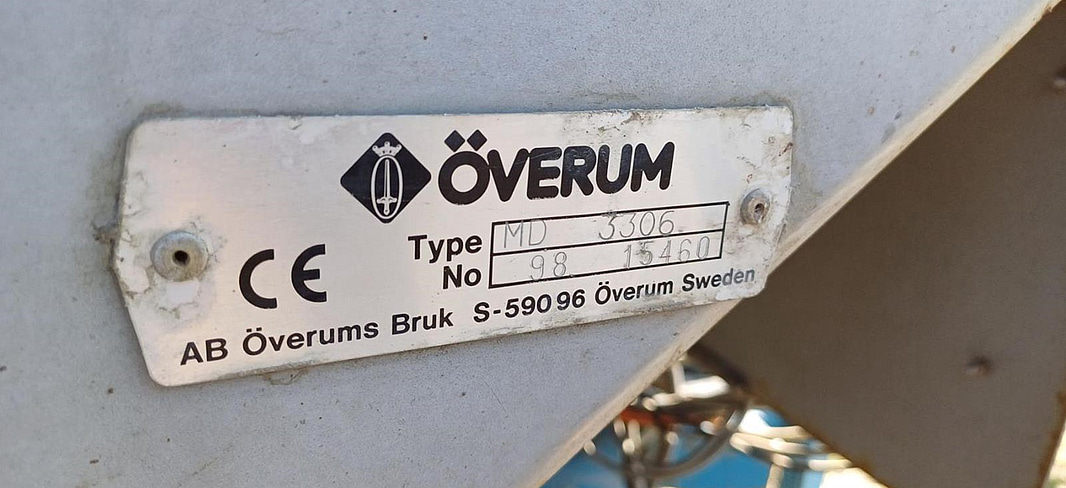 ÖVERUM
Type MD 3306
No 98 15460
CE
AB Överums Bruk S-590 96 Överum Sweden